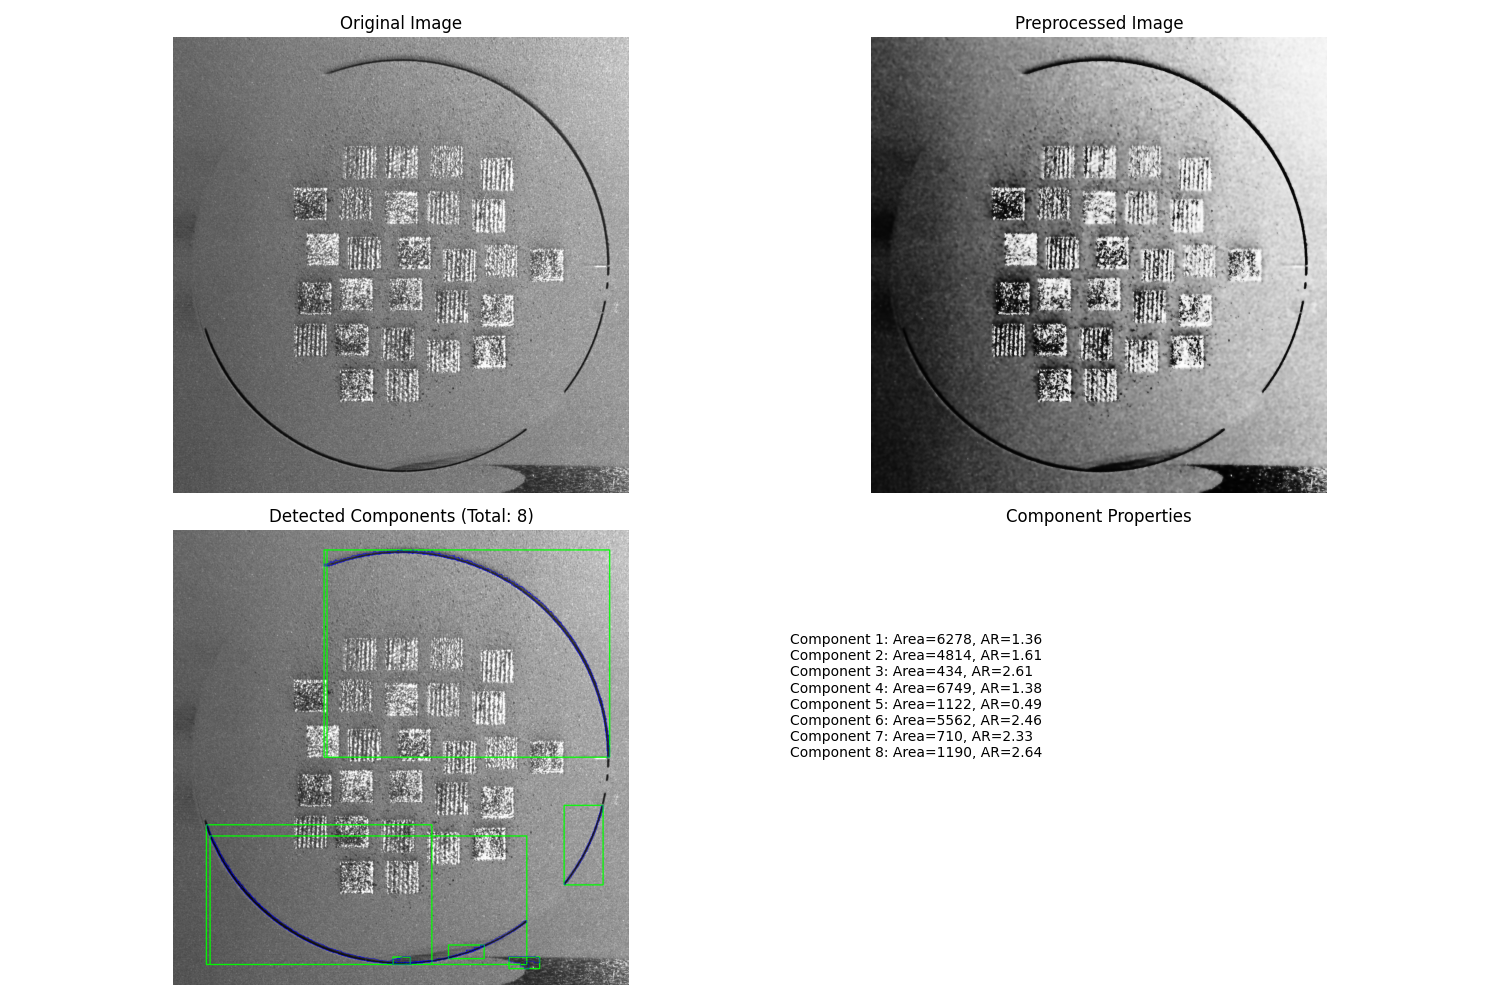 Original Image
Preprocessed Image
Detected Components (Total: 8)
Component Properties
Component 1: Area=6278, AR=1.36
Component 2: Area=4814, AR=1.61
Component 3: Area=434, AR=2.61
Component 4: Area=6749, AR=1.38
Component 5: Area=1122, AR=0.49
Component 6: Area=5562, AR=2.46
Component 7: Area=710, AR=2.33
Component 8: Area=1190, AR=2.64